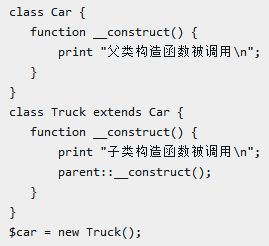 class Car {
   function __construct() {
       print "父类构造函数被调用\n";
   }
}
class Truck extends Car {
   function __construct() {
       print "子类构造函数被调用\n";
       parent::__construct();
   }
}
$car = new Truck();